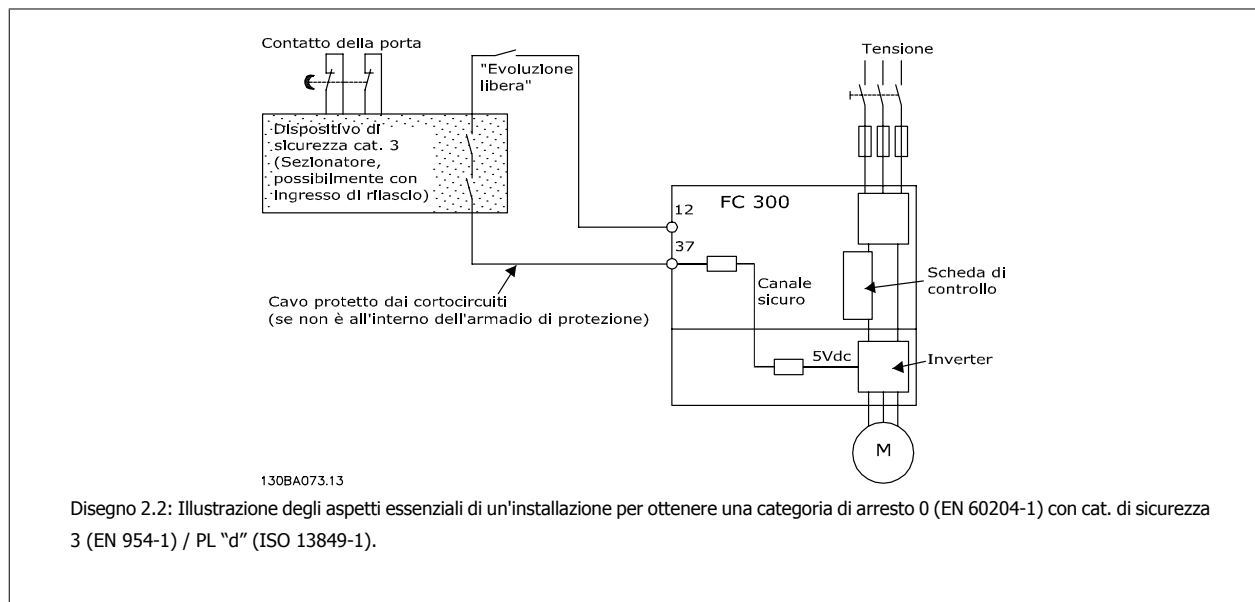 Contatto della porta
"Evoluzione
libera"
Tensione
Dispositivo di
sicurezza cat. 3
(Sezionatore,
possibilmente con
ingresso di rilascio)
12
FC 300
37
Canale
sicuro
Scheda di
controllo
Cavo protetto dai cortocircuiti
(se non è all'interno dell'armadio di protezione)
5Vdc
Inverter
M
130BA073.13
Disegno 2.2: Illustrazione degli aspetti essenziali di un'installazione per ottenere una categoria di arresto 0 (EN 60204-1) con cat. di sicurezza
3 (EN 954-1) / PL “d” (ISO 13849-1).